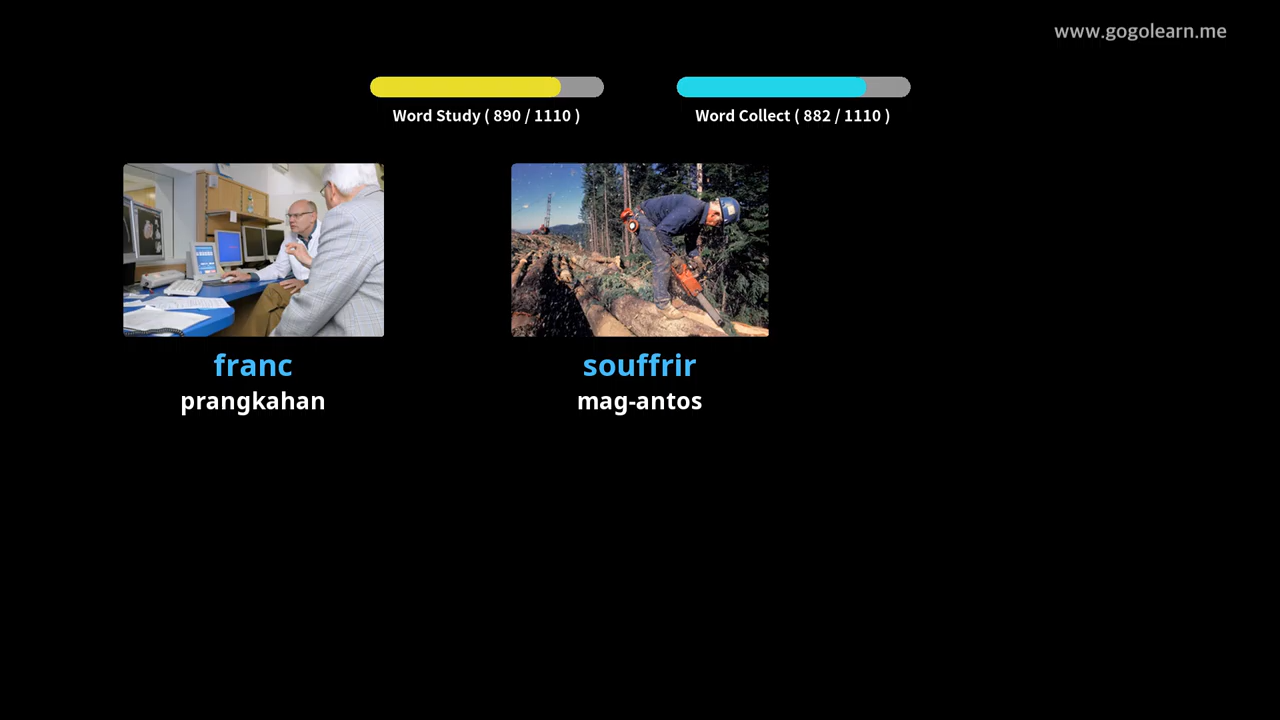 www.gogolearn.me
Word Study ( 890 / 1110 )
Word Collect ( 882 / 1110 )
franc
prangkahan
souffrir
mag-antos